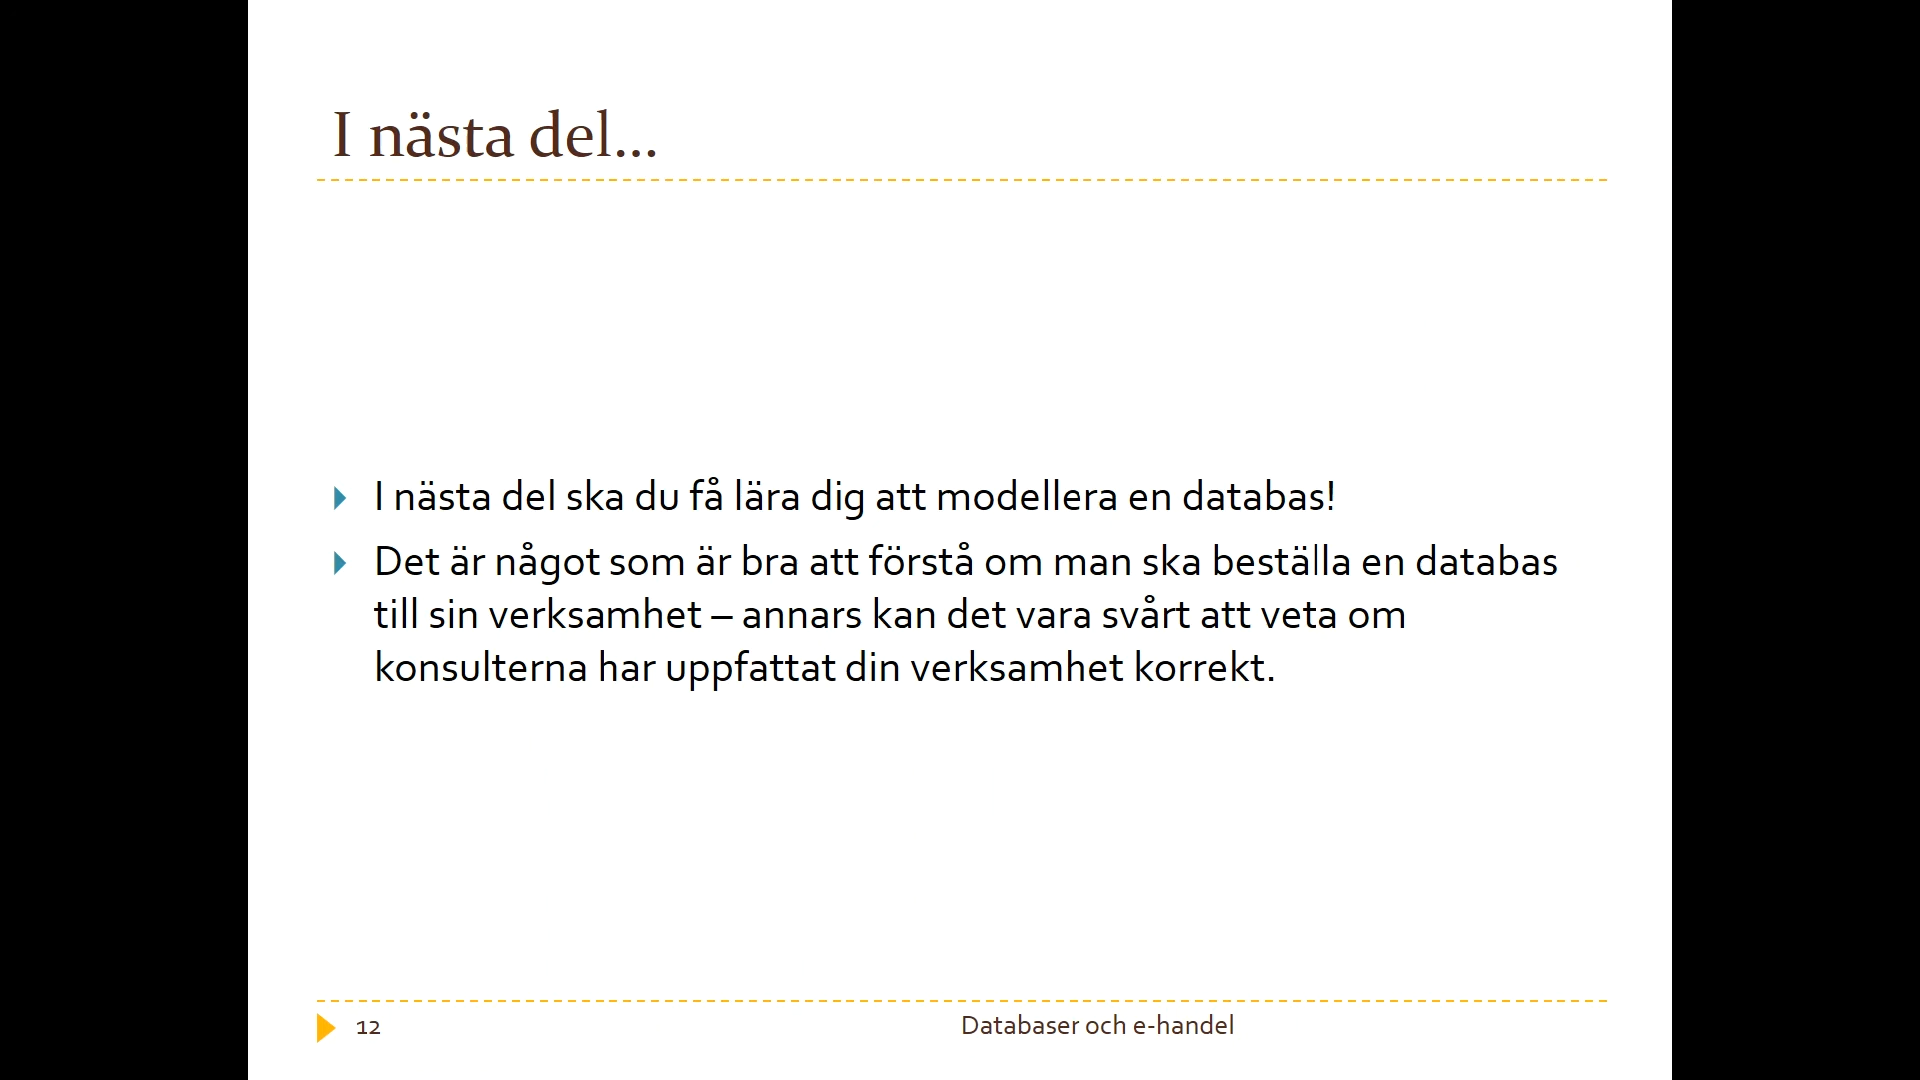 I nästa del...
I nästa del ska du få lära dig att modellera en databas!
Det är något som är bra att förstå om man ska beställa en databas
till sin verksamhet – annars kan det vara svårt att veta om
konsulterna har uppfattat din verksamhet korrekt.
12
Databaser och e-handel